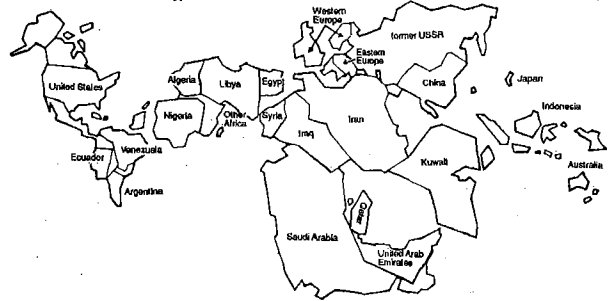 Western
Europe
former USSR
Eastern
Europe
United States
Algeria
Libya
Egypt
China
Japan
Nigeria
Other
Africa
Syria
Iraq
Iran
Indonesia
Ecuador
Venezuala
Kuwait
Australia
Argentina
Qatar
Saudi Arabia
United Arab
Emirates